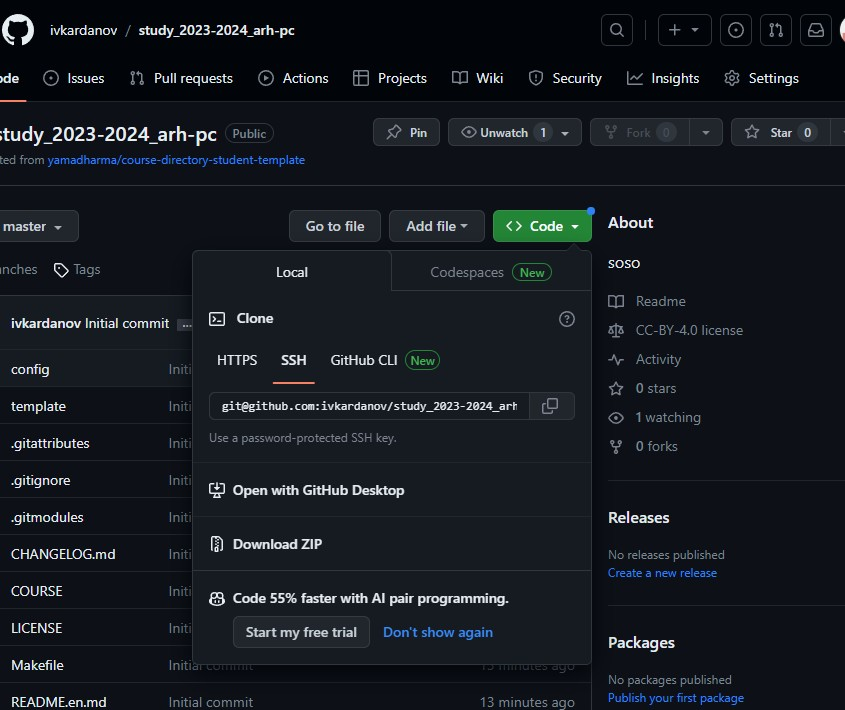 ivkardanov / study_2023-2024_arh-pc
ode Issues Pull requests Actions Projects Wiki Security Insights Settings
study_2023-2024_arh-pc Public
Pin Unwatch 1 Fork 0 Star 0
ted from yamadharma/course-directory-student-template
master Go to file Add file Code
nches Tags
ivkardanov Initial commit ...
config Initi
template Initi
.gitattributes Initi
.gitignore Initi
.gitmodules Initi
CHANGELOG.md Initi
COURSE Initi
LICENSE Initi
Makefile Initial commit 13 minutes ago
README.en.md Initial commit 13 minutes ago
Local Codespaces New
Clone
HTTPS SSH GitHub CLI New
git@github.com:ivkardanov/study_2023-2024_arh
Use a password-protected SSH key.
Open with GitHub Desktop
Download ZIP
Code 55% faster with AI pair programming.
Start my free trial Don't show again
About
soso
Readme
CC-BY-4.0 license
Activity
0 stars
1 watching
0 forks
Releases
No releases published
Create a new release
Packages
No packages published
Publish your first package